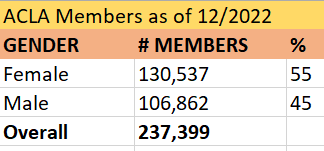 ACLA Members as of 12/2022
GENDER # MEMBERS %
Female 130,537 55
Male 106,862 45
Overall 237,399